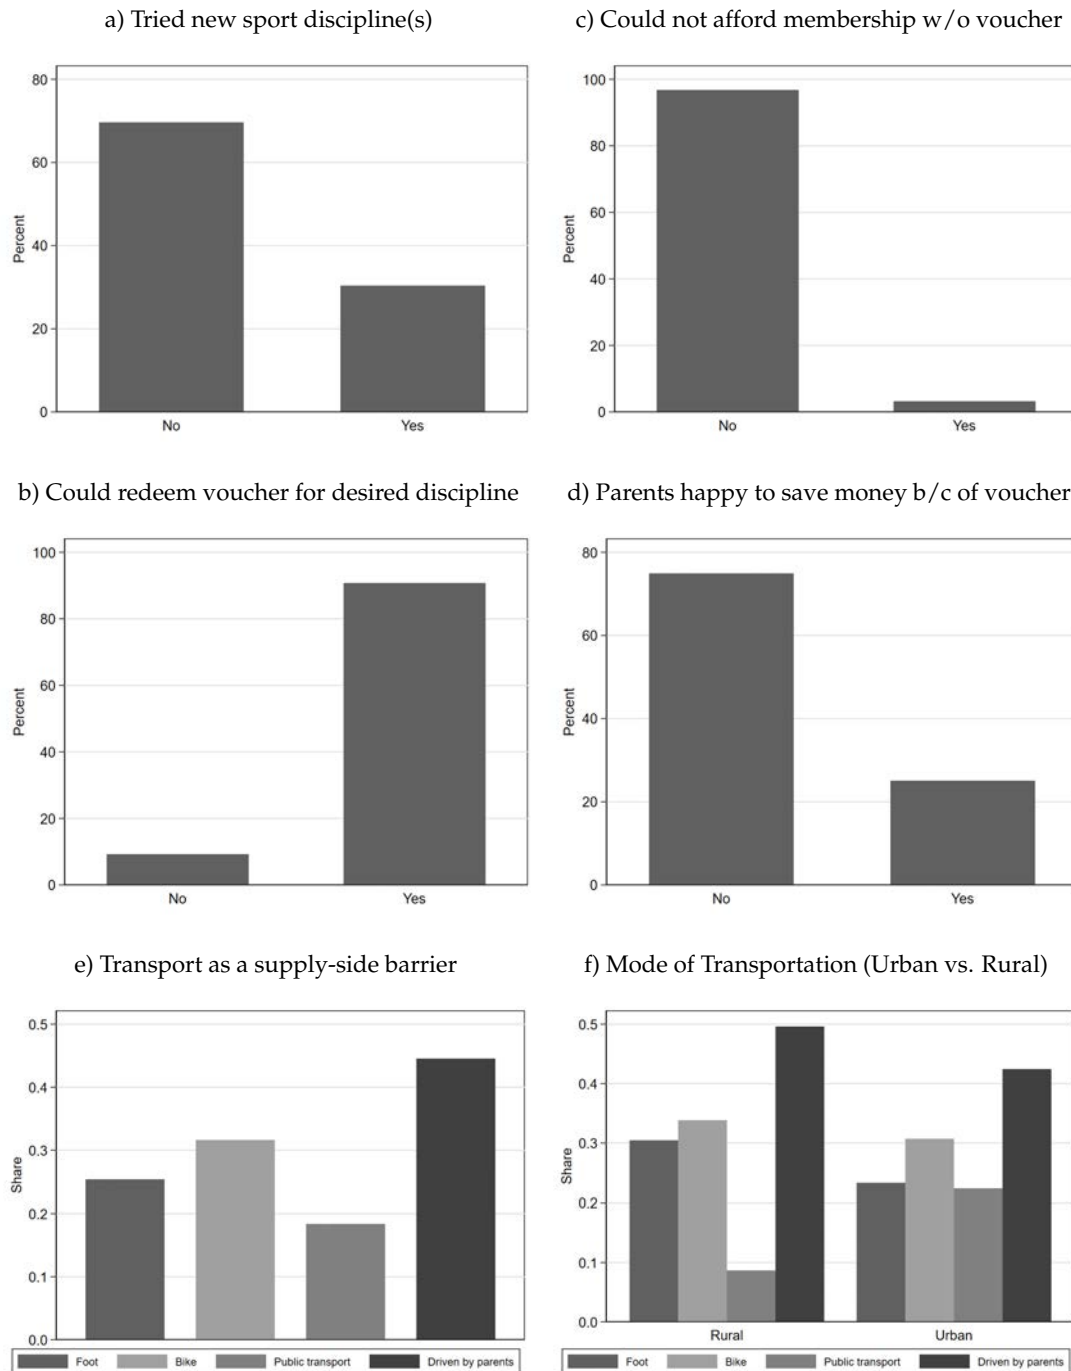 a) Tried new sport discipline(s)
80
60
40
20
0
Percent
No Yes
c) Could not afford membership w/o voucher
100
80
60
40
20
0
Percent
No Yes
b) Could redeem voucher for desired discipline
100
80
60
40
20
0
Percent
No Yes
d) Parents happy to save money b/c of voucher
80
60
40
20
0
Percent
No Yes
e) Transport as a supply-side barrier
0.5
0.4
0.3
0.2
0.1
0.0
Share
Foot Bike Public transport Driven by parents
f) Mode of Transportation (Urban vs. Rural)
0.5
0.4
0.3
0.2
0.1
0.0
Share
Rural Urban
Foot Bike Public transport Driven by parents